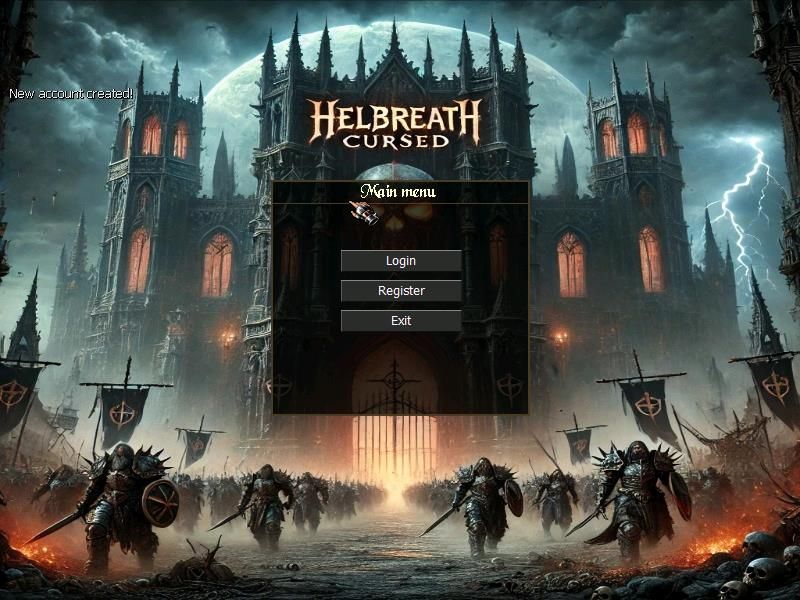 New account created!
HELBREATH
CURSED
Main menu
Login
Register
Exit